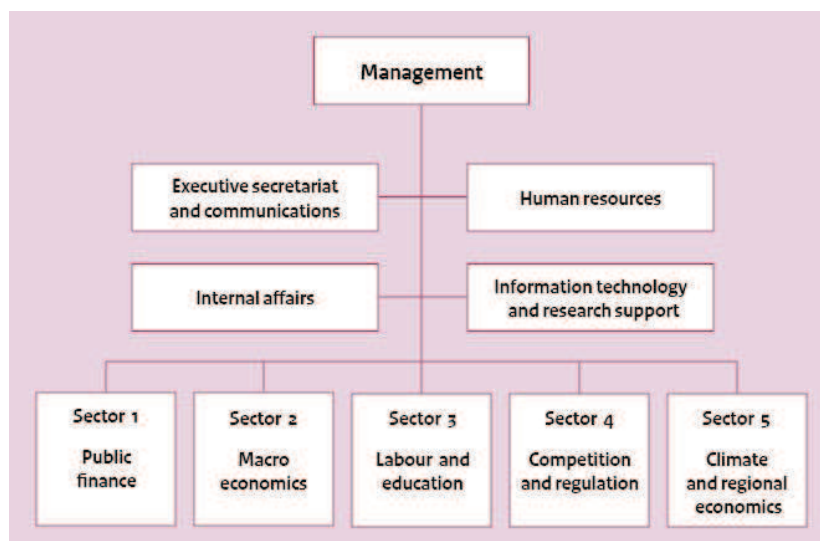 Management
Executive secretariat
and communications
Human resources
Internal affairs
Information technology
and research support
Sector 1
Public
finance
Sector 2
Macro
economics
Sector 3
Labour and
education
Sector 4
Competition
and regulation
Sector 5
Climate
and regional
economics